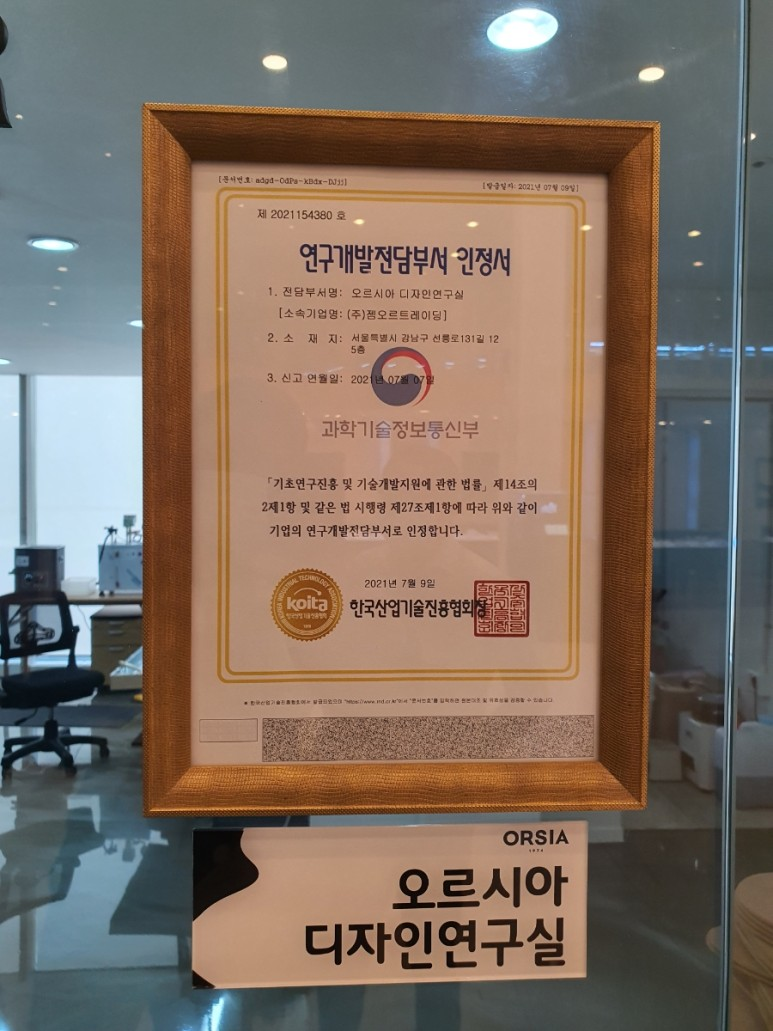 [발급일자: 2021년 07월 09일]
제 2021154380 호
연구개발전담부서 인정서
1. 전담부서명: 오르시아 디자인연구실
[소속기업명: (주)젬오르트레이딩]
2. 소 재 지: 서울특별시 강남구 선릉로131길 12
5층
3. 신고 연월일: 2021년 07월 07일
과학기술정보통신부
「기초연구진흥 및 기술개발지원에 관한 법률」 제14조의
2제1항 및 같은 법 시행령 제27조제1항에 따라 위와 같이
기업의 연구개발전담부서로 인정합니다.
2021년 7월 9일
koita
한국산업기술진흥협회장
ORSIA
오르시아
디자인연구실